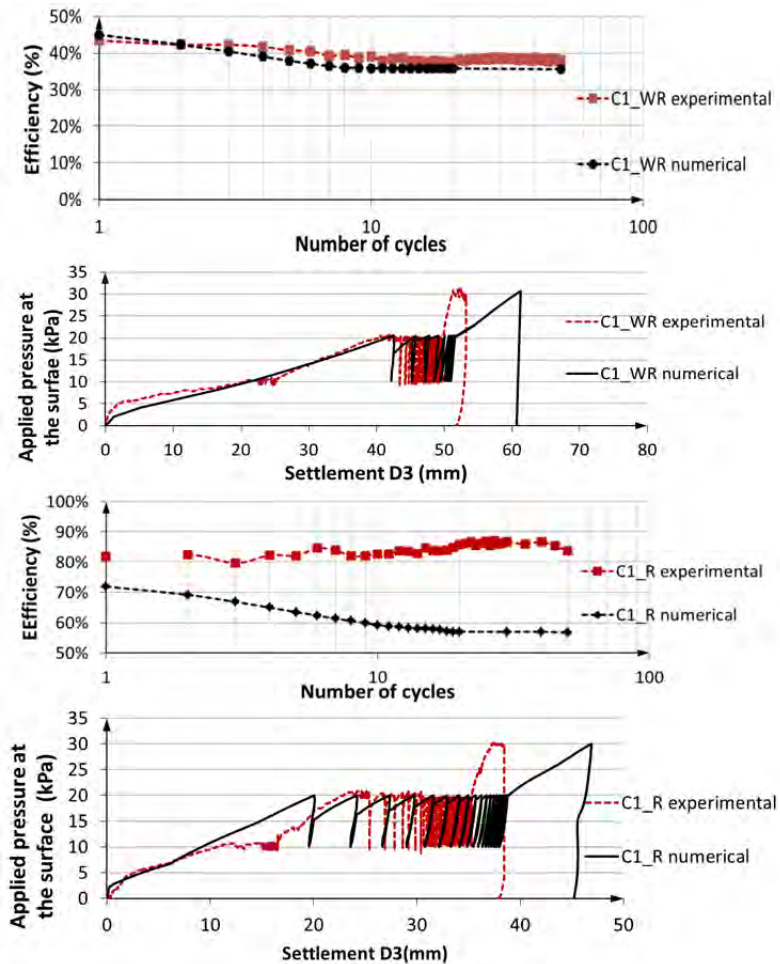 50%
40%
30%
20%
10%
0%
Efficiency (%)
C1_WR experimental
C1_WR numerical
1
10
100
Number of cycles
35
30
25
20
15
10
5
0
Applied pressure at
the surfae (kPa)
C1_WR experimental
C1_WR numerical
0
10
20
30
40
50
60
70
80
Settlement D3 (mm)
100%
90%
80%
70%
60%
50%
EEfficiency (%)
C1_R experimental
C1_R numerical
1
10
100
Number of cycles
35
30
25
20
15
10
5
0
Applied pressure at
the surface (kPa)
C1_R experimental
C1_R numerical
0
10
20
30
40
50
Settlement D3(mm)